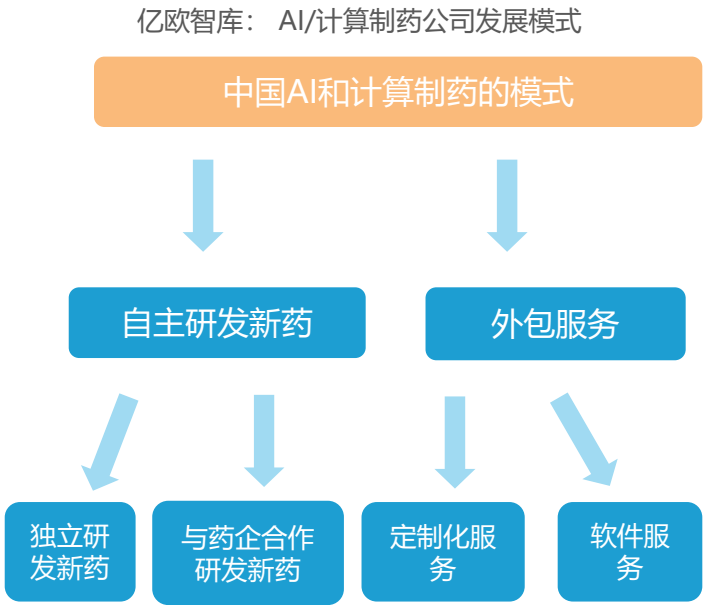 亿欧智库： AI/计算制药公司发展模式
中国AI和计算制药的模式
自主研发新药
外包服务
独立研
发新药
与药企合作
研发新药
定制化服
务
软件服
务